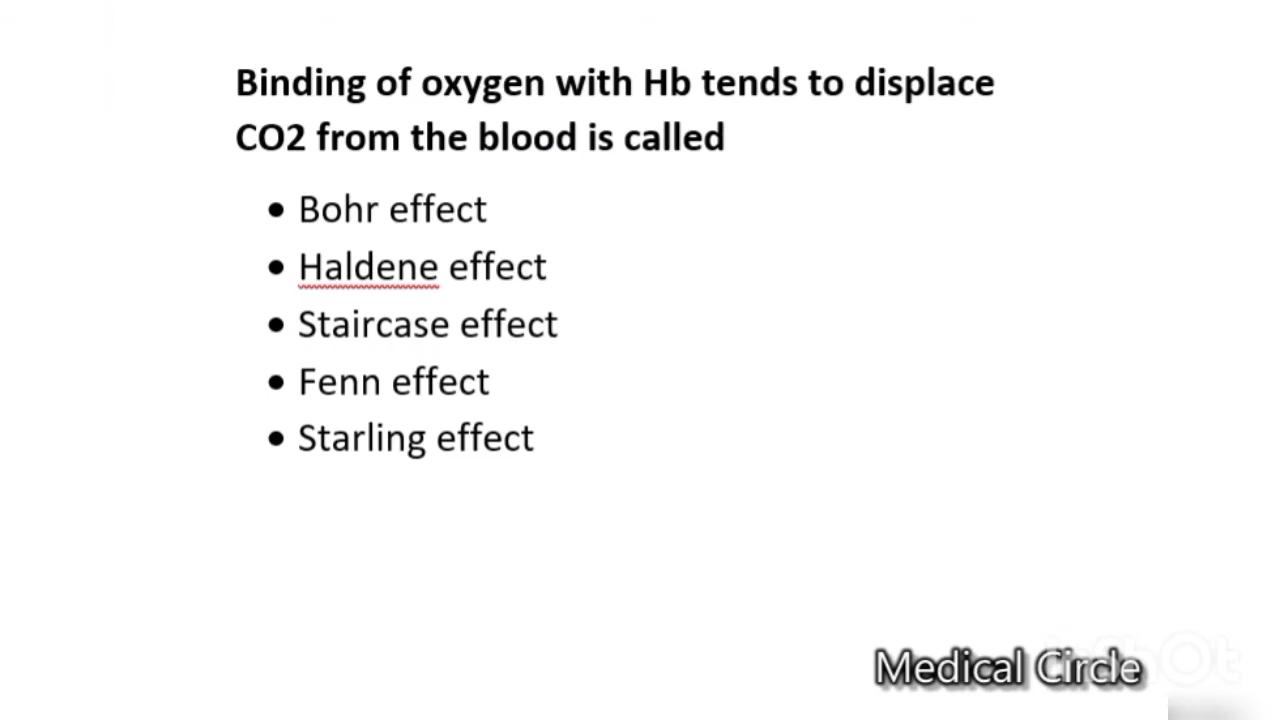 Binding of oxygen with Hb tends to displace
CO2 from the blood is called
• Bohr effect
• Haldene effect
• Staircase effect
• Fenn effect
• Starling effect
Medical Circle